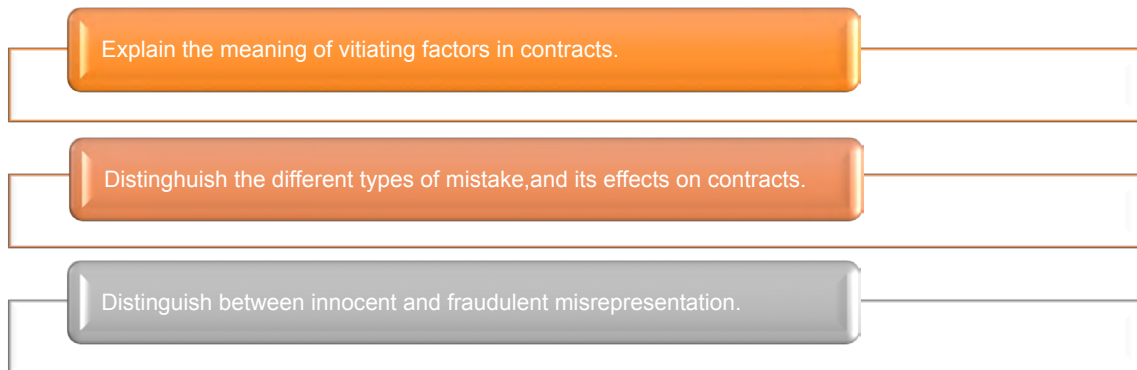 Explain the meaning of vitiating factors in contracts.
Distinghuish the different types of mistake,and its effects on contracts.
Distinguish between innocent and fraudulent misrepresentation.